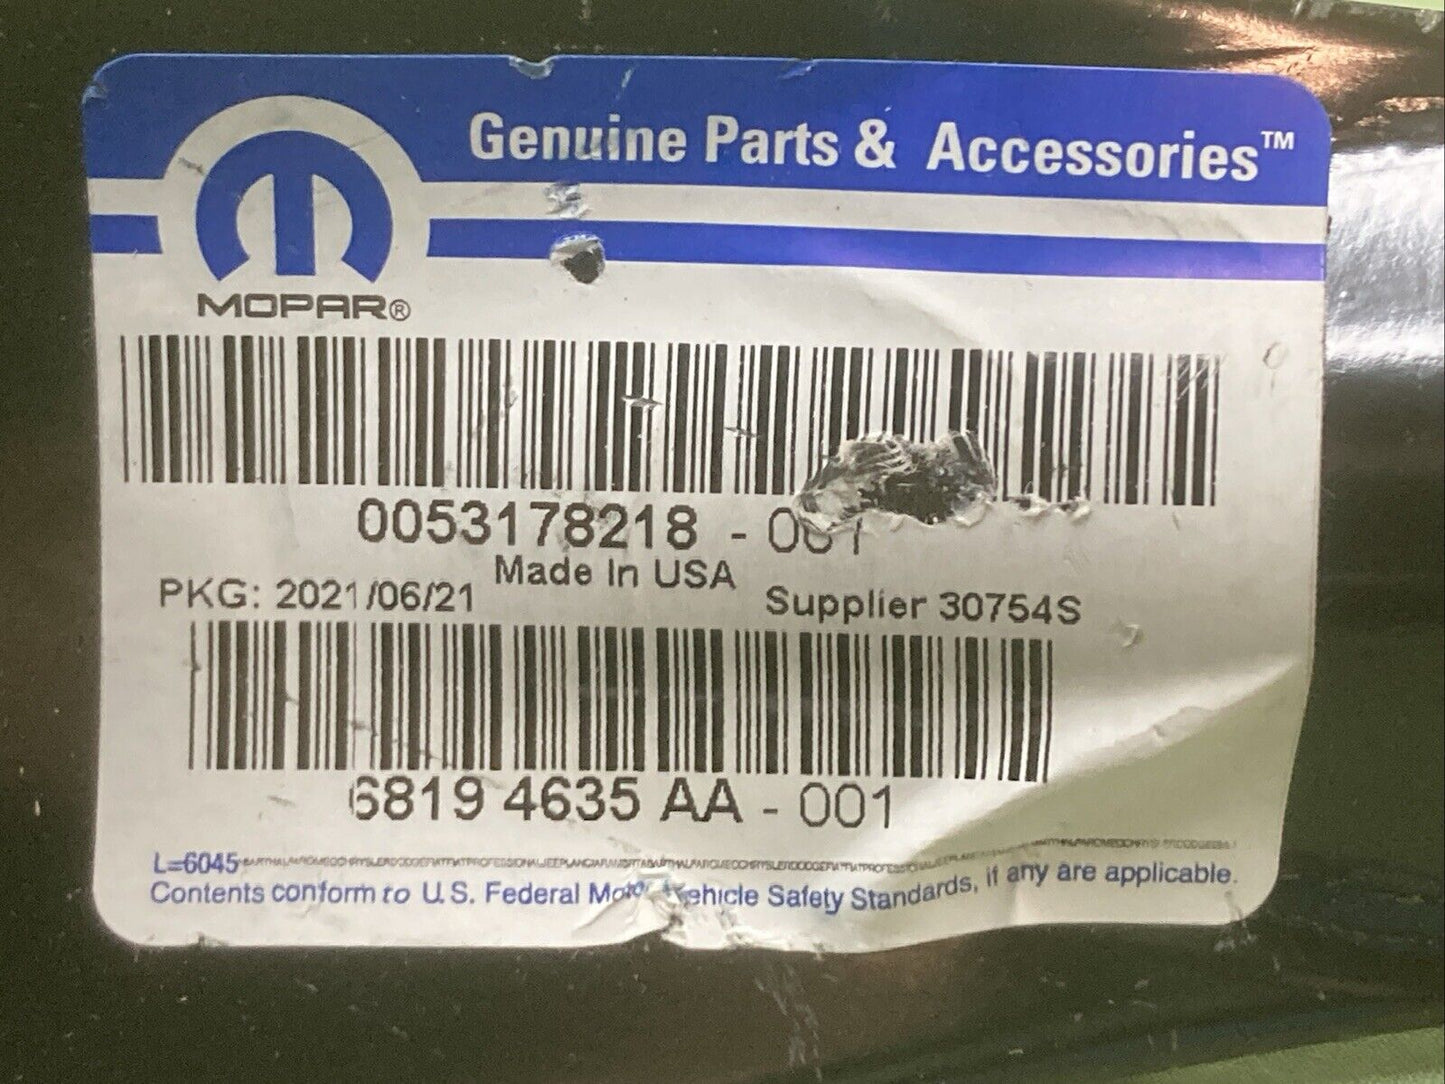 Genuine Parts & Accessories™
MOPAR®
0053178218 - 001
Made In USA
PKG: 2021/06/21
Supplier 30754S
6819 4635 AA - 001
L=6045
Contents conform to U.S. Federal Motor Vehicle Safety Standards, if any are applicable.